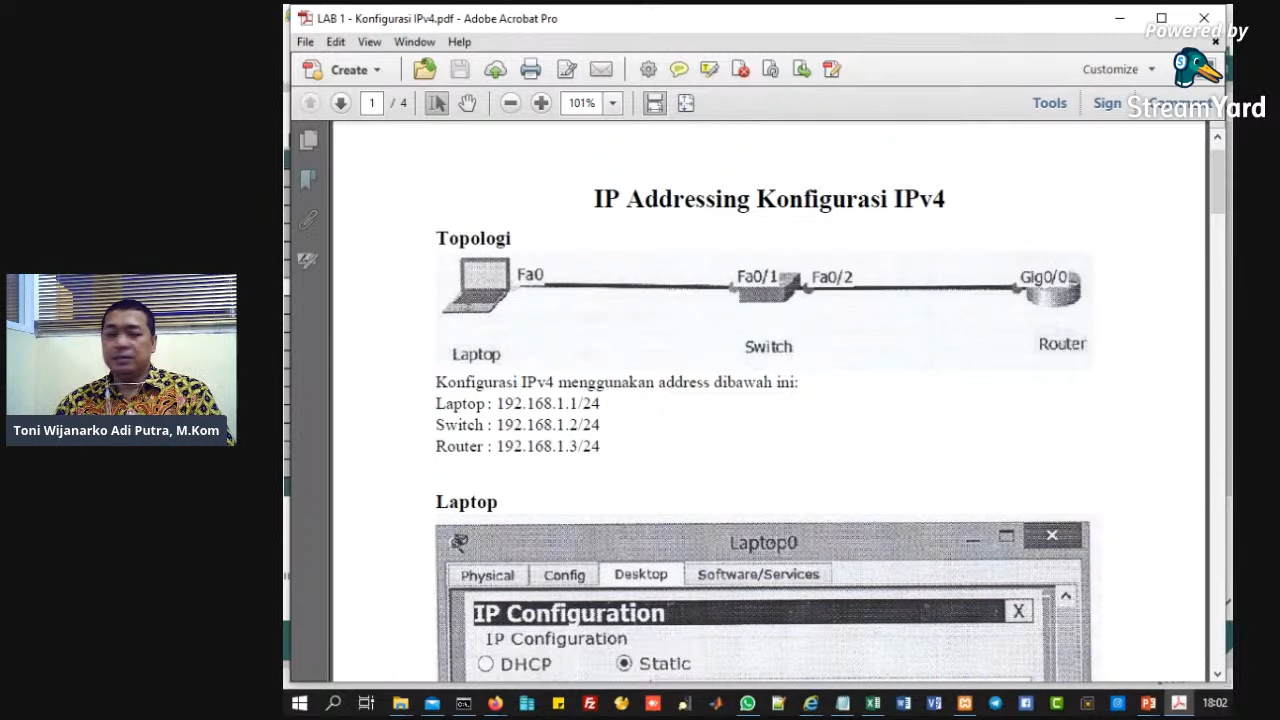 LAB 1 - Konfigurasi IPv4.pdf - Adobe Acrobat Pro
Powered by
File Edit View Window Help
Create
Customize
StreamYard
1 / 4
101%
Tools
Sign
Comment
IP Addressing Konfigurasi IPv4
Topologi
Fa0
Fa0/1
Fa0/2
Gig0/0
Laptop
Switch
Router
Konfigurasi IPv4 menggunakan address dibawah ini:
Laptop : 192.168.1.1/24
Switch : 192.168.1.2/24
Router : 192.168.1.3/24
Toni Wijanarko Adi Putra, M.Kom
Laptop
Laptop0
Physical Config Desktop Software/Services
IP Configuration X
IP Configuration
DHCP Static
18:02